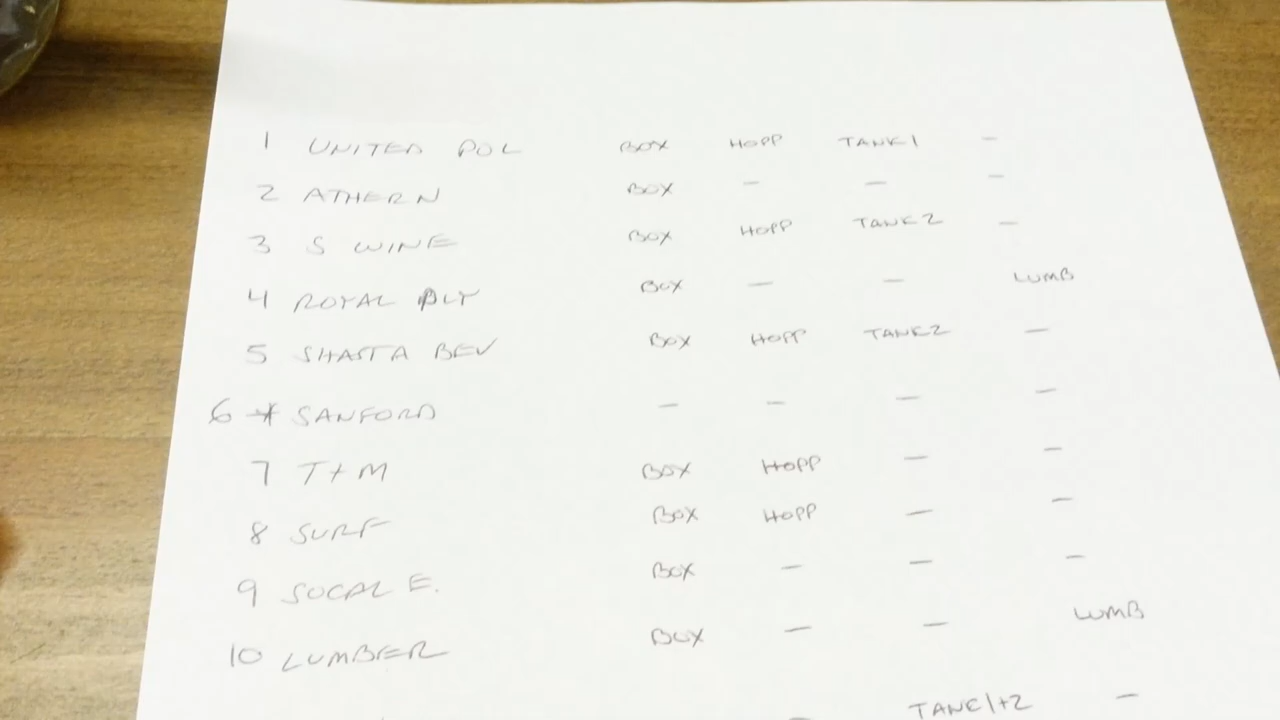 1 UNITED POL BOX HOPP TANK1 -
2 ATHERN BOX - - -
3 S WINE BOX HOPP TANK2 -
4 ROYAL PLY BOX - - LUMB
5 SHASTA BEV BOX HOPP TANK2 -
6 * SANFORD - - - -
7 T+M BOX HOPP - -
8 SURF BOX HOPP - -
9 SOCAL E. BOX - - -
10 LUMBER BOX - - LUMB
TANK1+2 -